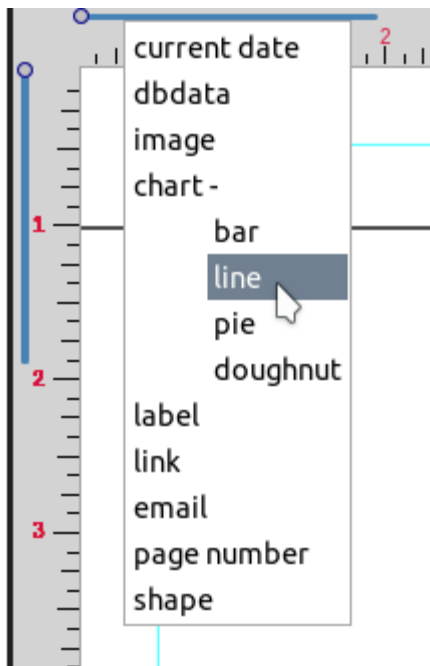 2
current date
dbdata
image
chart -
bar
line
pie
doughnut
label
link
email
page number
shape
1
2
3